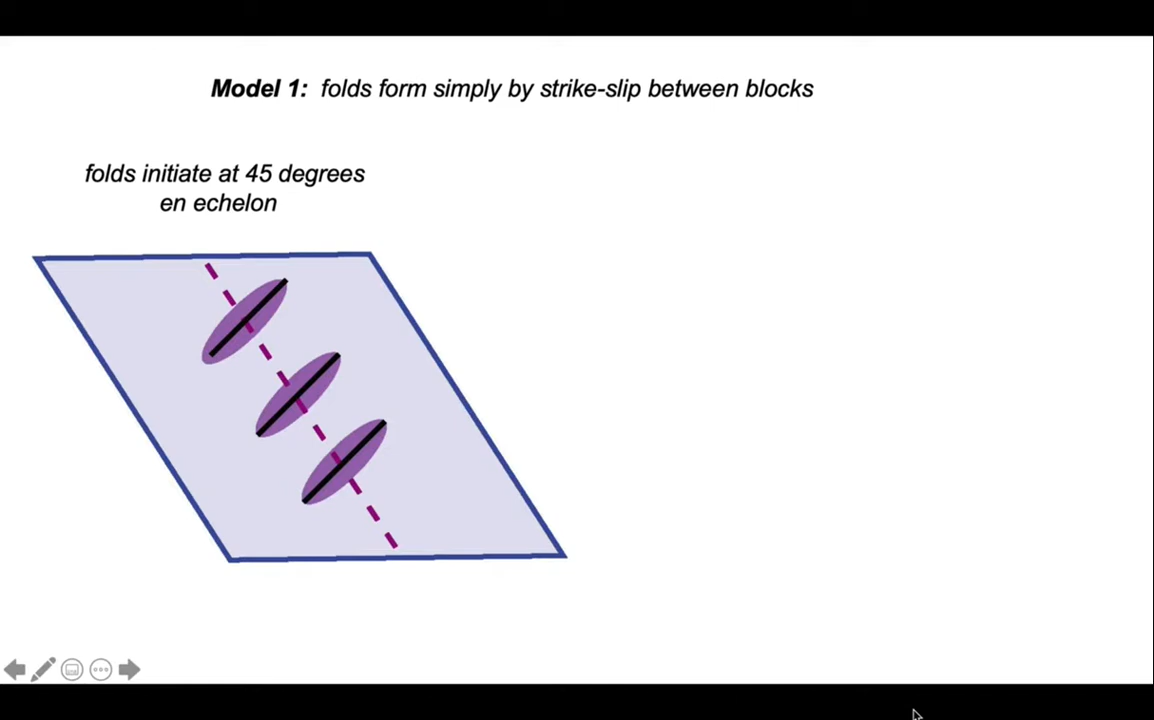 Model 1: folds form simply by strike-slip between blocks
folds initiate at 45 degrees
en echelon